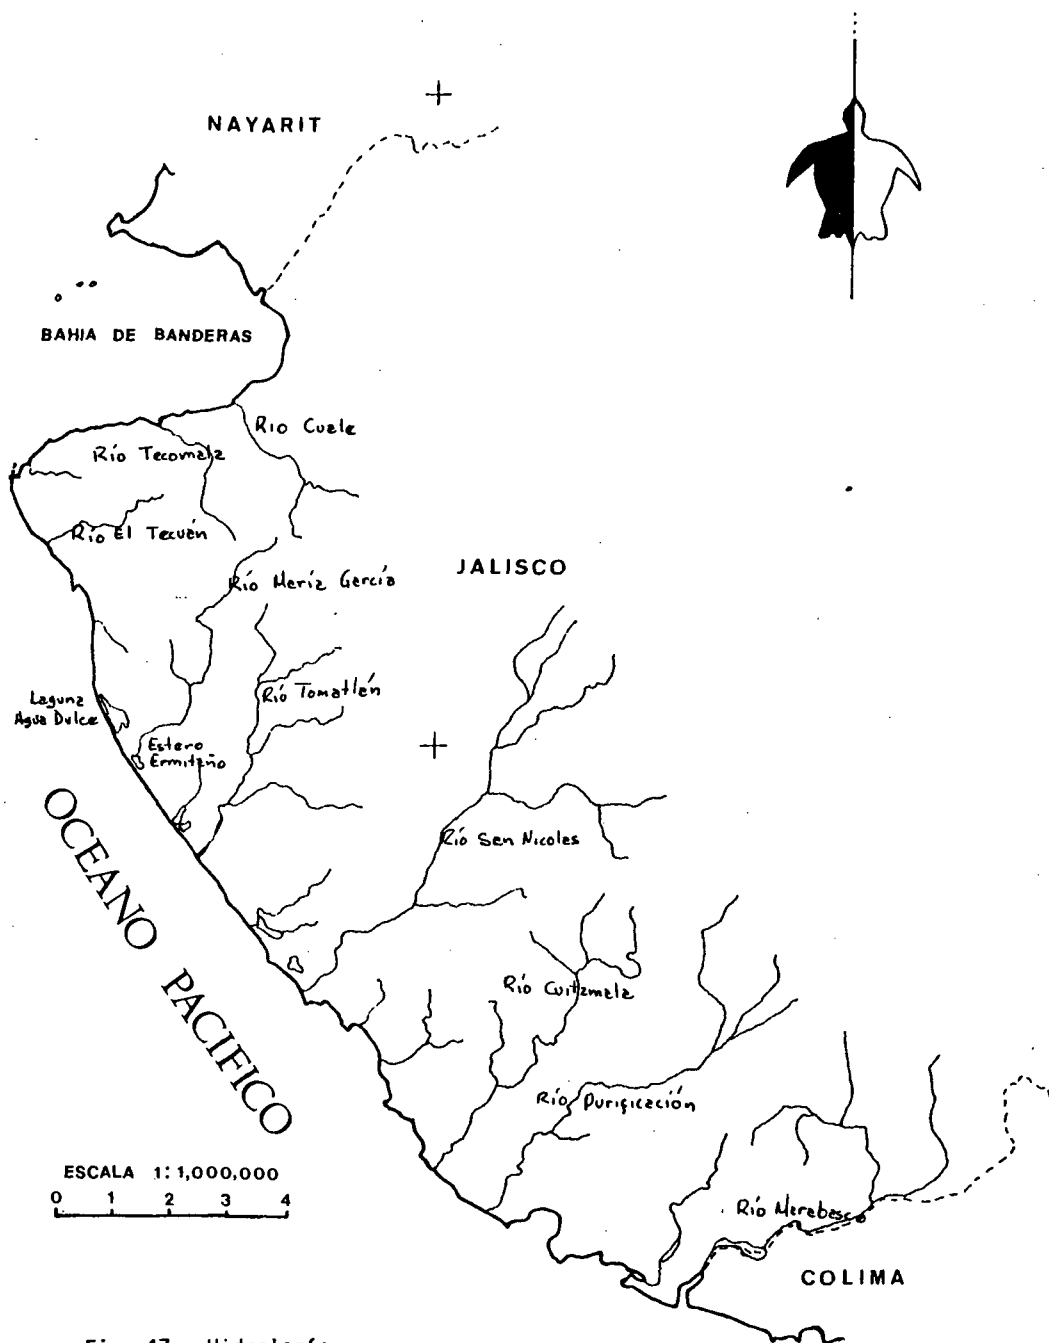 NAYARIT
BAHIA DE BANDERAS
Río Cuale
Río Tecomala
Río El Tecuán
JALISCO
Río María García
Río Tomatlán
Laguna
Agua Dulce
Estero
Ermitaño
Río San Nicolas
OCEANO PACIFICO
Río Cuitzmala
Río Purificación
ESCALA 1:1,000,000
0 1 2 3 4
Río Marabasco
COLIMA